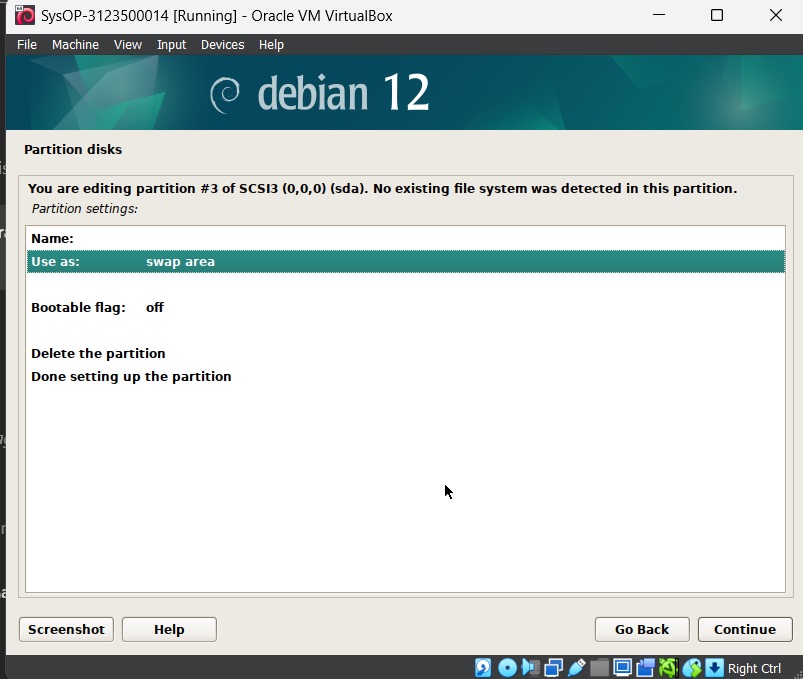 SysOP-3123500014 [Running] - Oracle VM VirtualBox
File Machine View Input Devices Help
debian 12
Partition disks
You are editing partition #3 of SCSI3 (0,0,0) (sda). No existing file system was detected in this partition.
Partition settings:
Name:
Use as: swap area
Bootable flag: off
Delete the partition
Done setting up the partition
Screenshot Help Go Back Continue
Right Ctrl